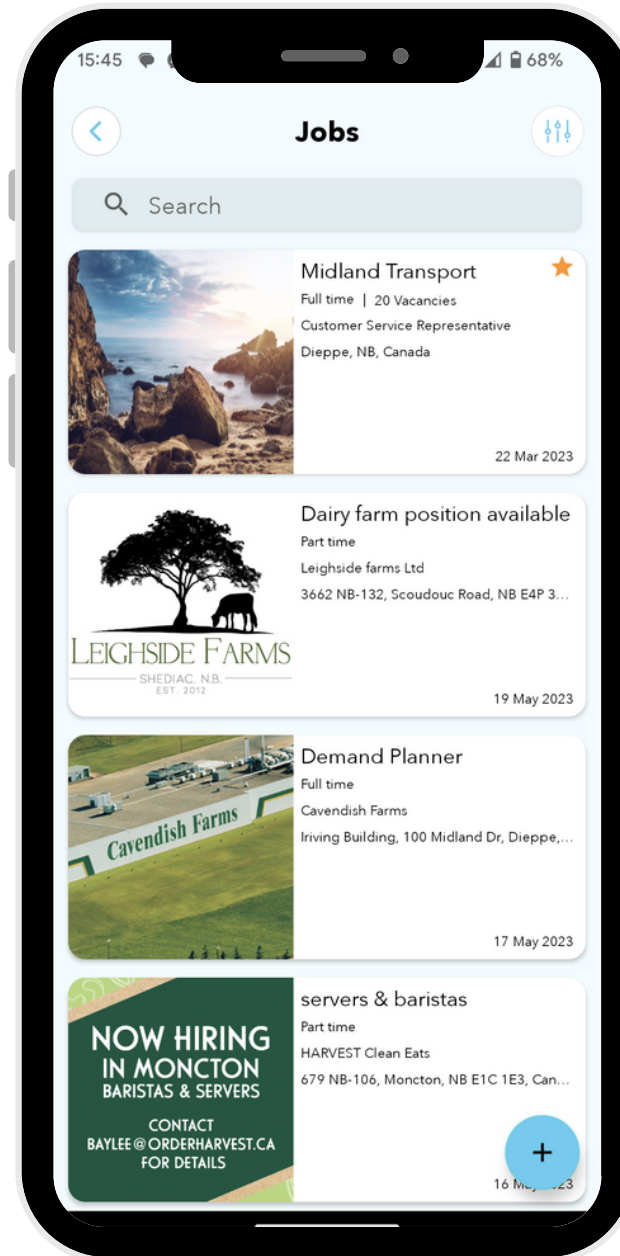 15:45
68%
Jobs
Search
Midland Transport
Full time | 20 Vacancies
Customer Service Representative
Dieppe, NB, Canada
22 Mar 2023
Dairy farm position available
Part time
Leighside farms Ltd
3662 NB-132, Scoudouc Road, NB E4P 3...
LEIGHSIDE FARMS
SHEDIAC, N.B.
EST. 2012
19 May 2023
Demand Planner
Full time
Cavendish Farms
Iriving Building, 100 Midland Dr, Dieppe,...
Cavendish Farms
17 May 2023
servers & baristas
Part time
HARVEST Clean Eats
679 NB-106, Moncton, NB E1C 1E3, Can...
NOW HIRING
IN MONCTON
BARISTAS & SERVERS
CONTACT
BAYLEE@ORDERHARVEST.CA
FOR DETAILS
+
16